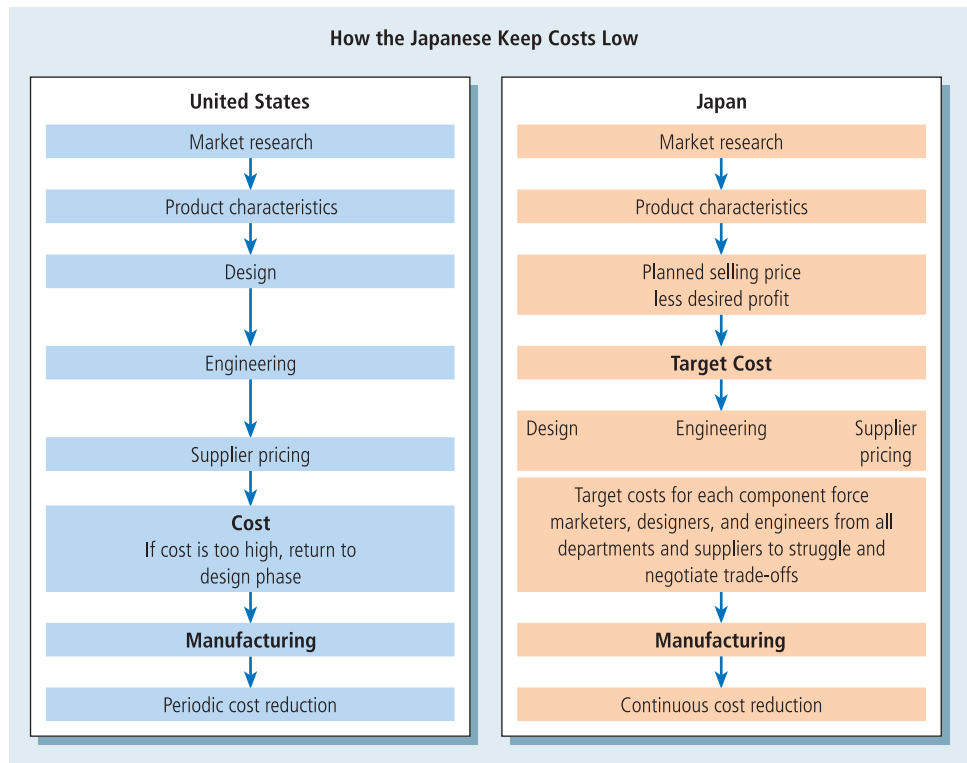 How the Japanese Keep Costs Low
United States
Market research
Product characteristics
Design
Engineering
Supplier pricing
Cost
If cost is too high, return to
design phase
Manufacturing
Periodic cost reduction
Japan
Market research
Product characteristics
Planned selling price
less desired profit
Target Cost
Design Engineering Supplier
pricing
Target costs for each component force
marketers, designers, and engineers from all
departments and suppliers to struggle and
negotiate trade-offs
Manufacturing
Continuous cost reduction